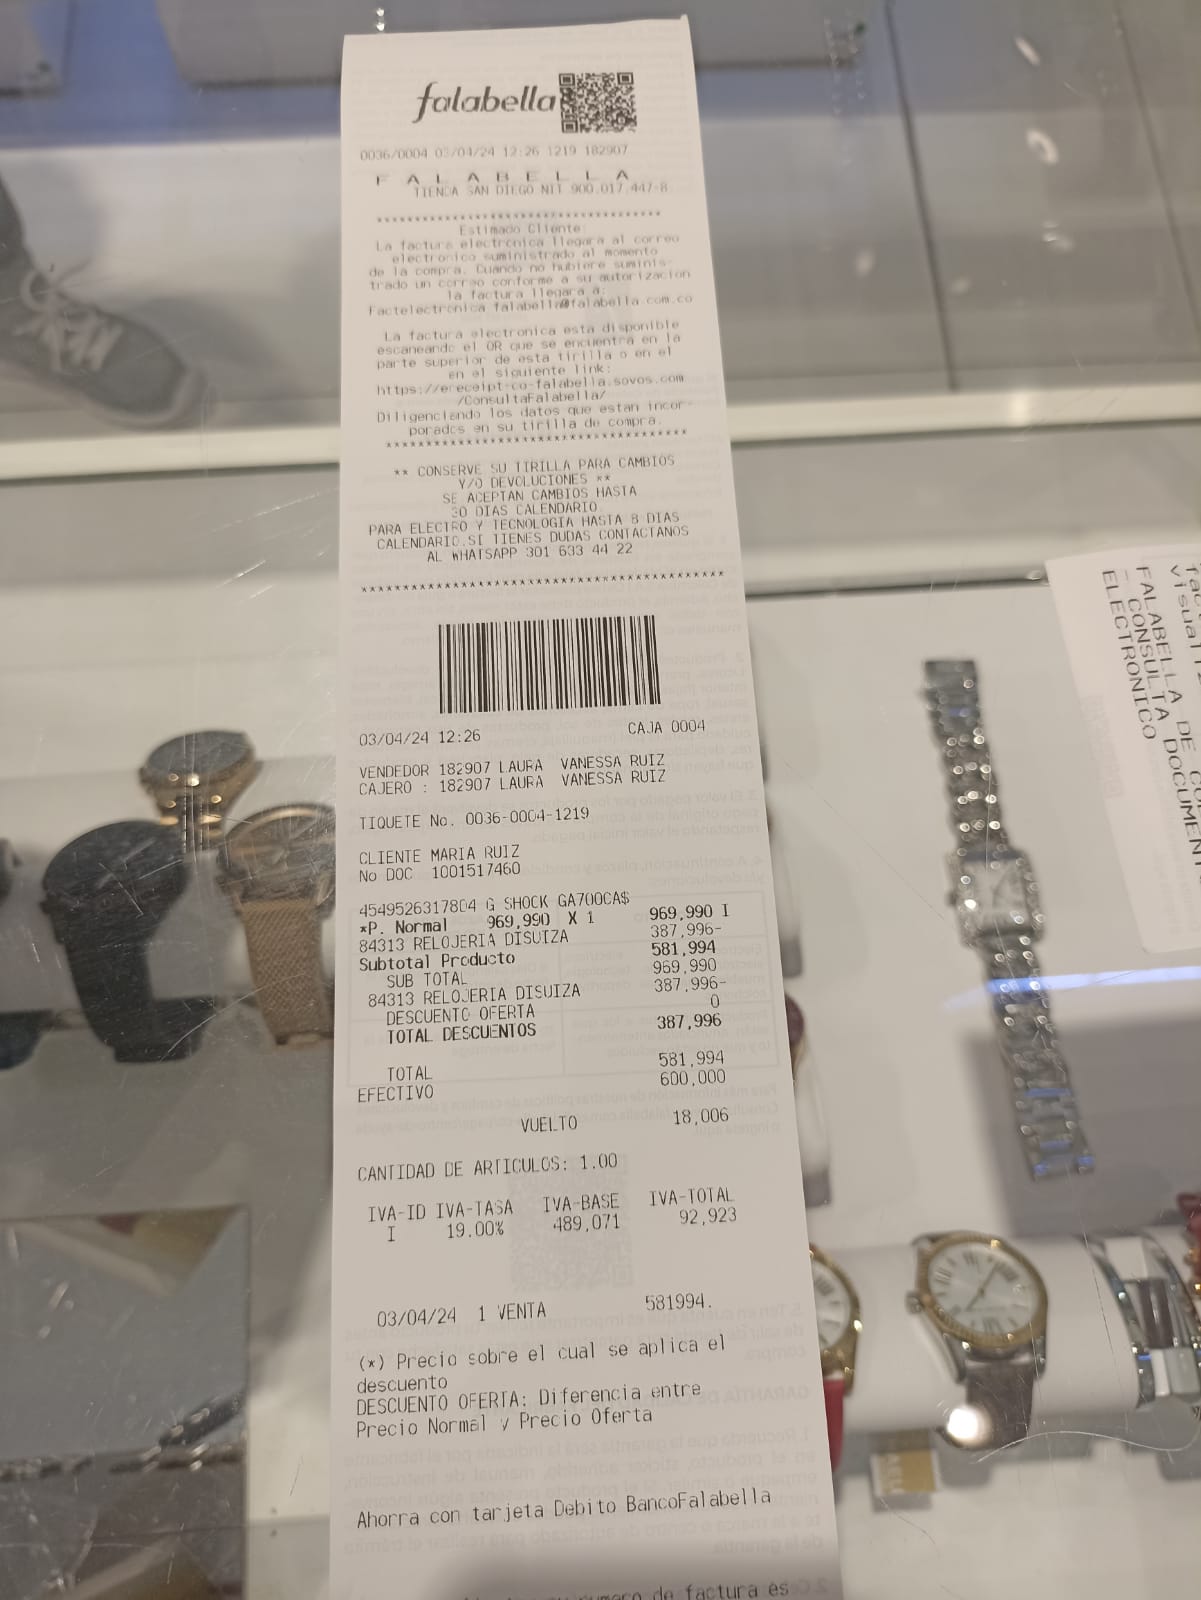 falabella
0036/0004 03/04/24 12:26 1219 182907
F A L A B E L L A
TIENDA SAN DIEGO NIT 900.017.447-8
****************************************
Estimado Cliente:
La factura electronica llegara al correo
electronico suministrado al momento
de la compra. Cuando no hubiere suminis-
trado un correo conforme a su autorizacion
la factura llegara a:
Factelectronica_falabella@falabella.com.co
La factura electronica esta disponible
escaneando el QR que se encuentra en la
parte superior de esta tirilla o en el
en el siguiente link:
https://ereceipt-co-falabella.sovos.com
/ConsultaFalabella/
Diligenciando los datos que estan incor-
porados en su tirilla de compra.
****************************************
** CONSERVE SU TIRILLA PARA CAMBIOS
Y/O DEVOLUCIONES **
SE ACEPTAN CAMBIOS HASTA
30 DIAS CALENDARIO
PARA ELECTRO Y TECNOLOGIA HASTA 8 DIAS
CALENDARIO.SI TIENES DUDAS CONTACTANOS
AL WHATSAPP 301 633 44 22
****************************************
03/04/24 12:26 CAJA 0004
VENDEDOR 182907 LAURA VANESSA RUIZ
CAJERO : 182907 LAURA VANESSA RUIZ
TIQUETE No. 0036-0004-1219
CLIENTE MARIA RUIZ
No DOC 1001517460
4549526317804 G SHOCK GA700CA$
*P. Normal 969,990 X 1 969,990 I
84313 RELOJERIA DISUIZA 387,996-
Subtotal Producto 581,994
SUB TOTAL 969,990
84313 RELOJERIA DISUIZA 387,996-
DESCUENTO OFERTA 0
TOTAL DESCUENTOS 387,996
TOTAL 581,994
EFECTIVO 600,000
VUELTO 18,006
CANTIDAD DE ARTICULOS: 1.00
IVA-ID IVA-TASA IVA-BASE IVA-TOTAL
I 19.00% 489,071 92,923
03/04/24 1 VENTA 581994.
(*) Precio sobre el cual se aplica el
descuento
DESCUENTO OFERTA: Diferencia entre
Precio Normal y Precio Oferta
Ahorra con tarjeta Debito BancoFalabella
numero de factura es
FALABELLA DE
CONSULTA DOCUMENT
ELECTRONICO